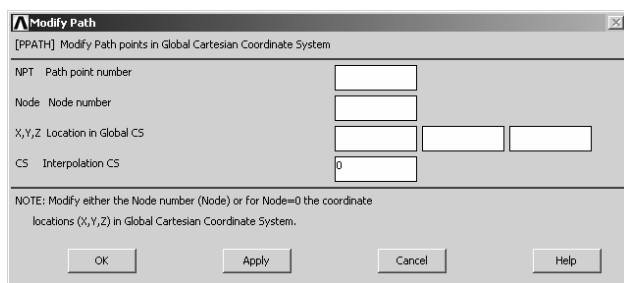 Modify Path
[PPATH] Modify Path points in Global Cartesian Coordinate System
NPT Path point number
Node Node number
X,Y,Z Location in Global CS
CS Interpolation CS
0
NOTE: Modify either the Node number (Node) or for Node=0 the coordinate
locations (X,Y,Z) in Global Cartesian Coordinate System.
OK Apply Cancel Help